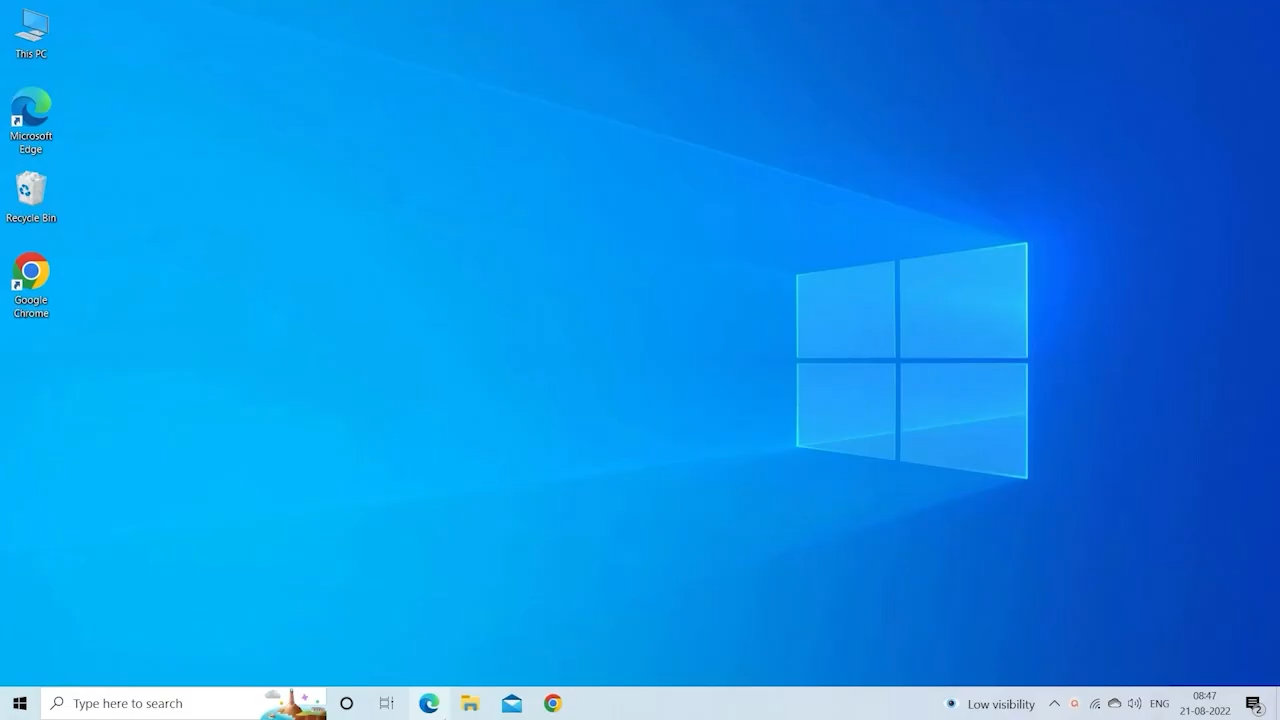 This PC
Microsoft
Edge
Recycle Bin
Google
Chrome
Type here to search
Low visibility
ENG
08:47
21-08-2022
2